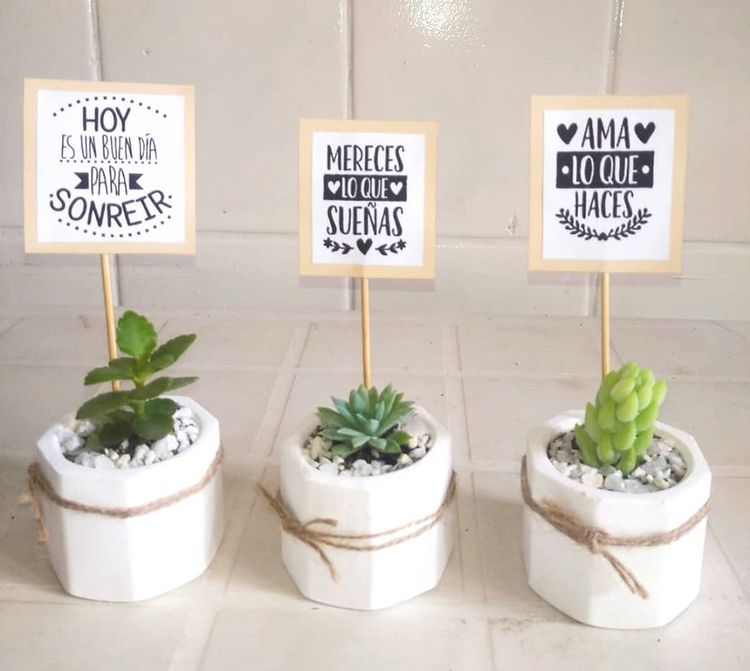 HOY
ES UN BUEN DÍA
PARA
SONREIR
MERECES
LO QUE
SUEÑAS
AMA
LO QUE
HACES